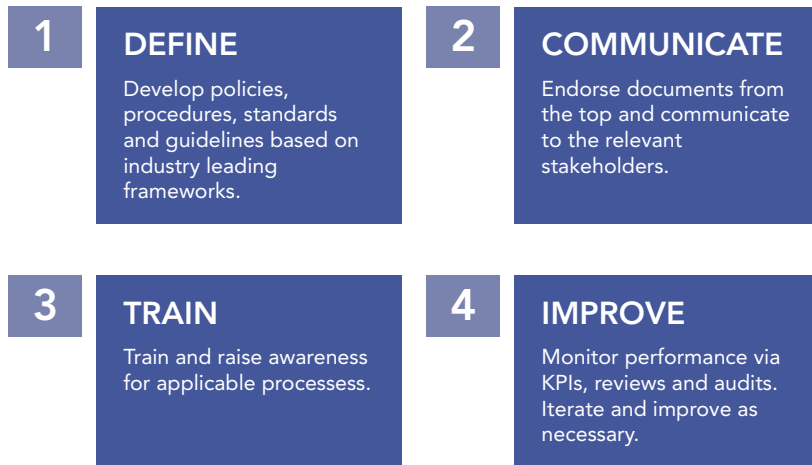 1
DEFINE
Develop policies,
procedures, standards
and guidelines based on
industry leading
frameworks.
2
COMMUNICATE
Endorse documents from
the top and communicate
to the relevant
stakeholders.
3
TRAIN
Train and raise awareness
for applicable processess.
4
IMPROVE
Monitor performance via
KPIs, reviews and audits.
Iterate and improve as
necessary.